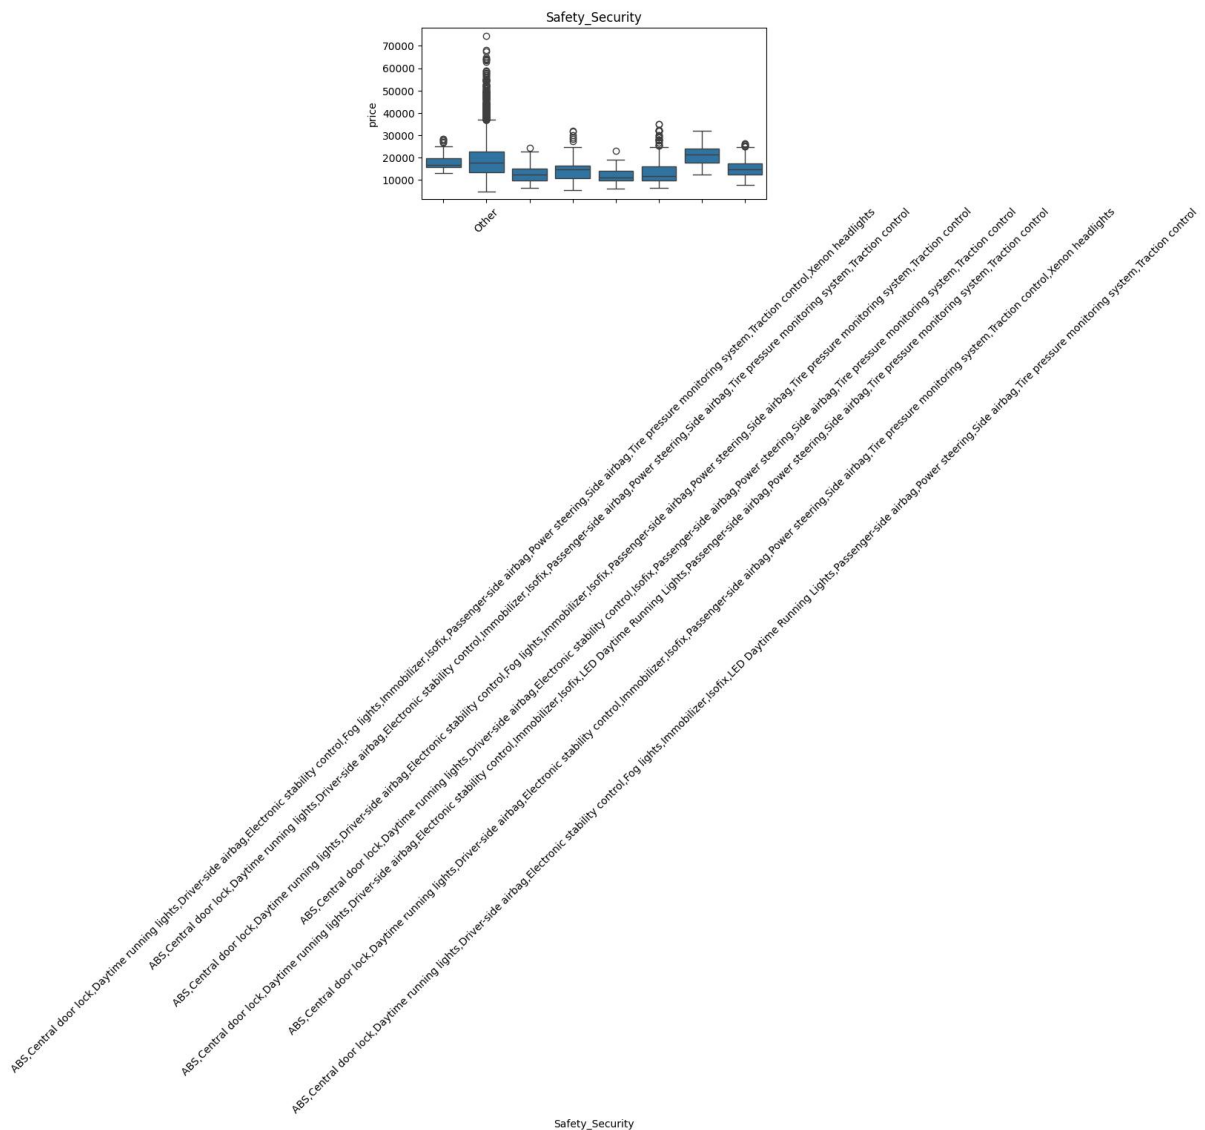 Safety_Security
price
70000
60000
50000
40000
30000
20000
10000
ABS,Central door lock,Daytime running lights,Driver-side airbag,Electronic stability control,Fog lights,Immobilizer,Isofix,Passenger-side airbag,Power steering,Side airbag,Tire pressure monitoring system,Traction control,Xenon headlights
Other
ABS,Central door lock,Daytime running lights,Driver-side airbag,Electronic stability control,Immobilizer,Isofix,Passenger-side airbag,Power steering,Side airbag,Tire pressure monitoring system,Traction control
ABS,Central door lock,Daytime running lights,Driver-side airbag,Electronic stability control,Fog lights,Immobilizer,Isofix,Passenger-side airbag,Power steering,Side airbag,Tire pressure monitoring system,Traction control
ABS,Central door lock,Daytime running lights,Driver-side airbag,Electronic stability control,Isofix,Passenger-side airbag,Power steering,Side airbag,Tire pressure monitoring system,Traction control
ABS,Central door lock,Daytime running lights,Driver-side airbag,Electronic stability control,Immobilizer,Isofix,LED Daytime Running Lights,Passenger-side airbag,Power steering,Side airbag,Tire pressure monitoring system,Traction control
ABS,Central door lock,Daytime running lights,Driver-side airbag,Electronic stability control,Immobilizer,Isofix,Passenger-side airbag,Power steering,Side airbag,Tire pressure monitoring system,Traction control,Xenon headlights
ABS,Central door lock,Daytime running lights,Driver-side airbag,Electronic stability control,Fog lights,Immobilizer,Isofix,LED Daytime Running Lights,Passenger-side airbag,Power steering,Side airbag,Tire pressure monitoring system,Traction control
Safety_Security